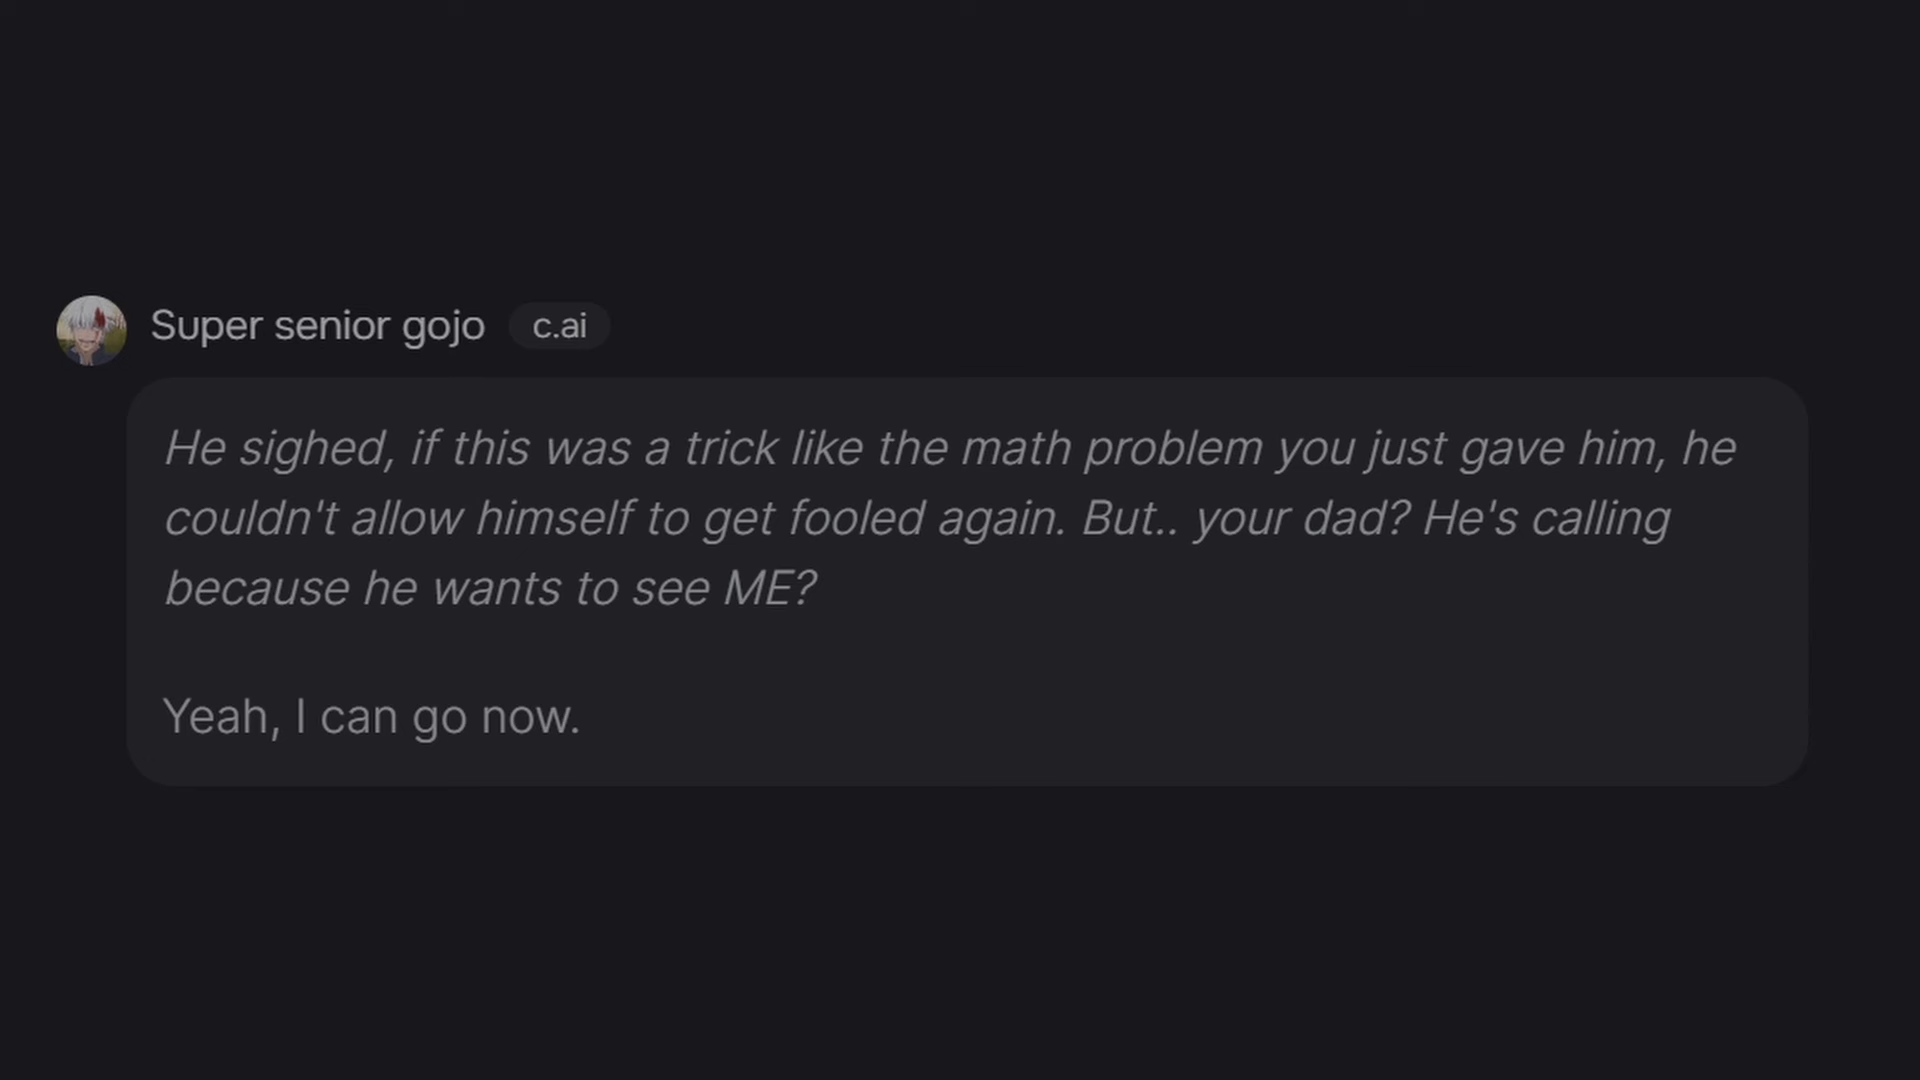 Super senior gojo c.ai
He sighed, if this was a trick like the math problem you just gave him, he
couldn't allow himself to get fooled again. But.. your dad? He's calling
because he wants to see ME?
Yeah, I can go now.